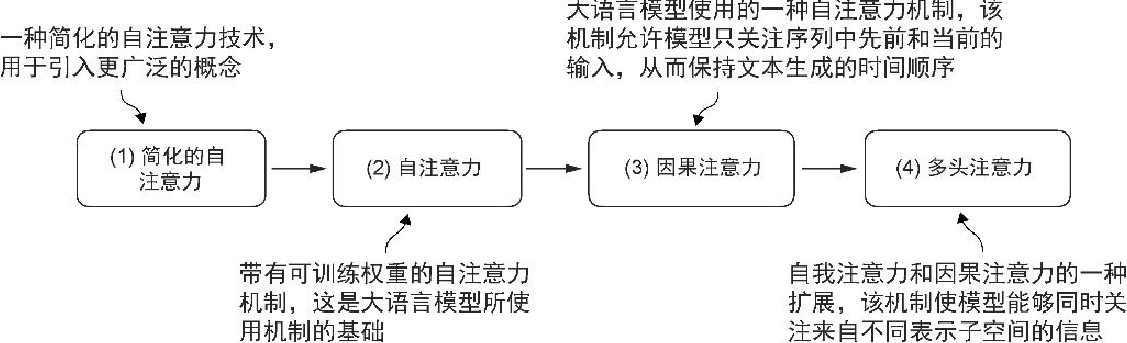 一种简化的自注意力技术，
用于引入更广泛的概念
大语言模型使用的一种自注意力机制，该
机制允许模型只关注序列中先前和当前的
输入，从而保持文本生成的时间顺序
(1) 简化的自
注意力
(2) 自注意力
(3) 因果注意力
(4) 多头注意力
带有可训练权重的自注意力
机制，这是大语言模型所使
用机制的基础
自我注意力和因果注意力的一种
扩展，该机制使模型能够同时关
注来自不同表示子空间的信息